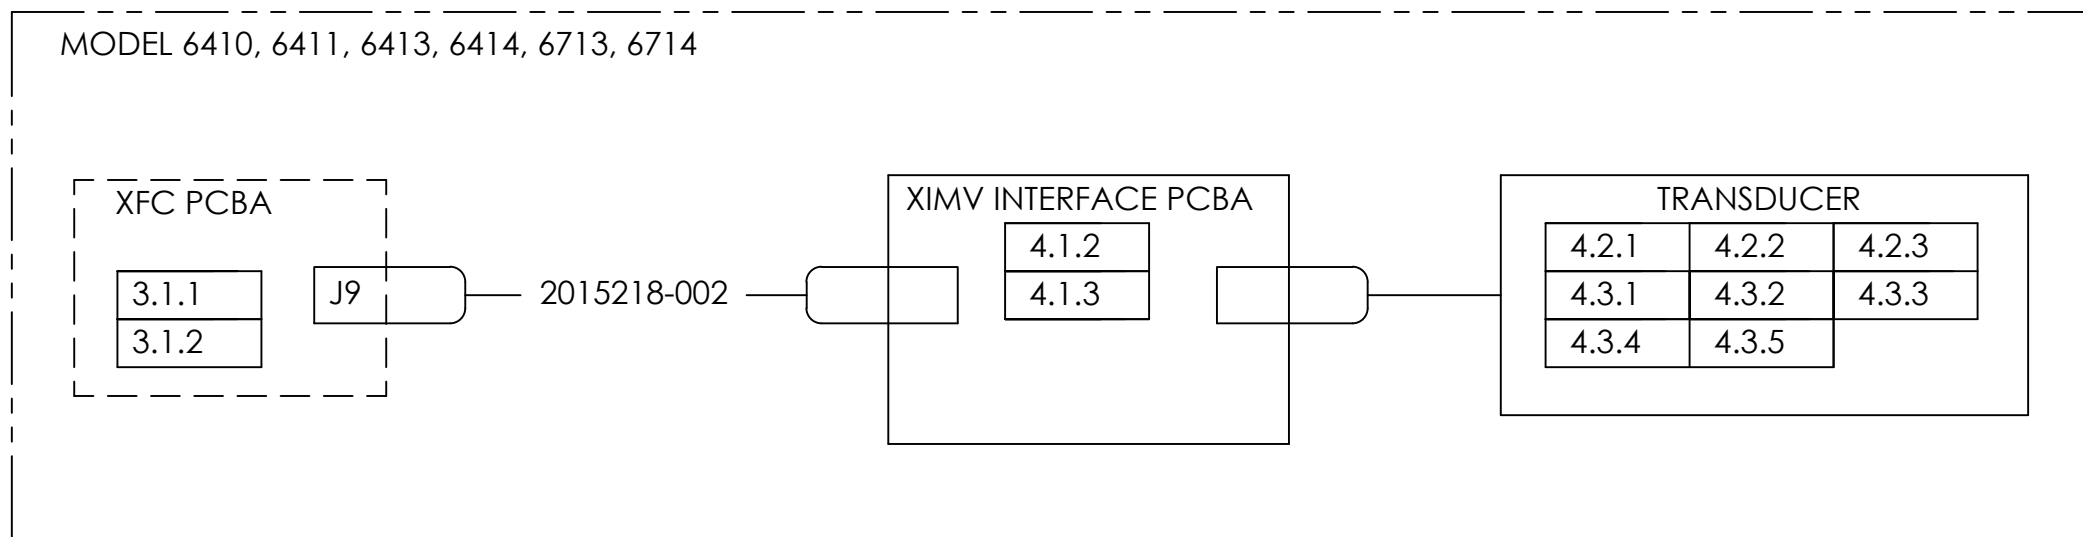 MODEL 6410, 6411, 6413, 6414, 6713, 6714
XFC PCBA
3.1.1
3.1.2
J9
2015218-002
XIMV INTERFACE PCBA
4.1.2
4.1.3
TRANSDUCER
4.2.1 4.2.2 4.2.3
4.3.1 4.3.2 4.3.3
4.3.4 4.3.5